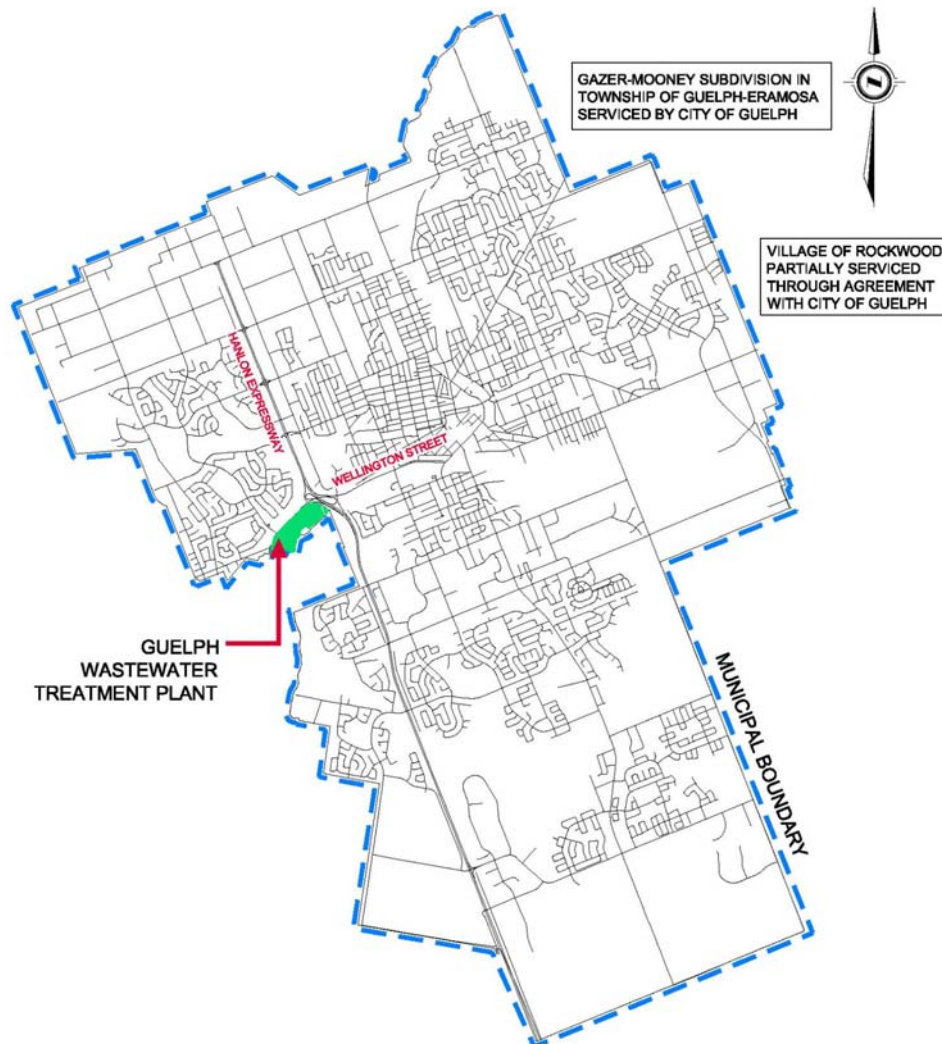 GAZER-MOONEY SUBDIVISION IN
TOWNSHIP OF GUELPH-ERAMOSA
SERVICED BY CITY OF GUELPH
VILLAGE OF ROCKWOOD
PARTIALLY SERVICED
THROUGH AGREEMENT
WITH CITY OF GUELPH
HANLON EXPRESSWAY
WELLINGTON STREET
GUELPH
WASTEWATER
TREATMENT PLANT
MUNICIPAL BOUNDARY